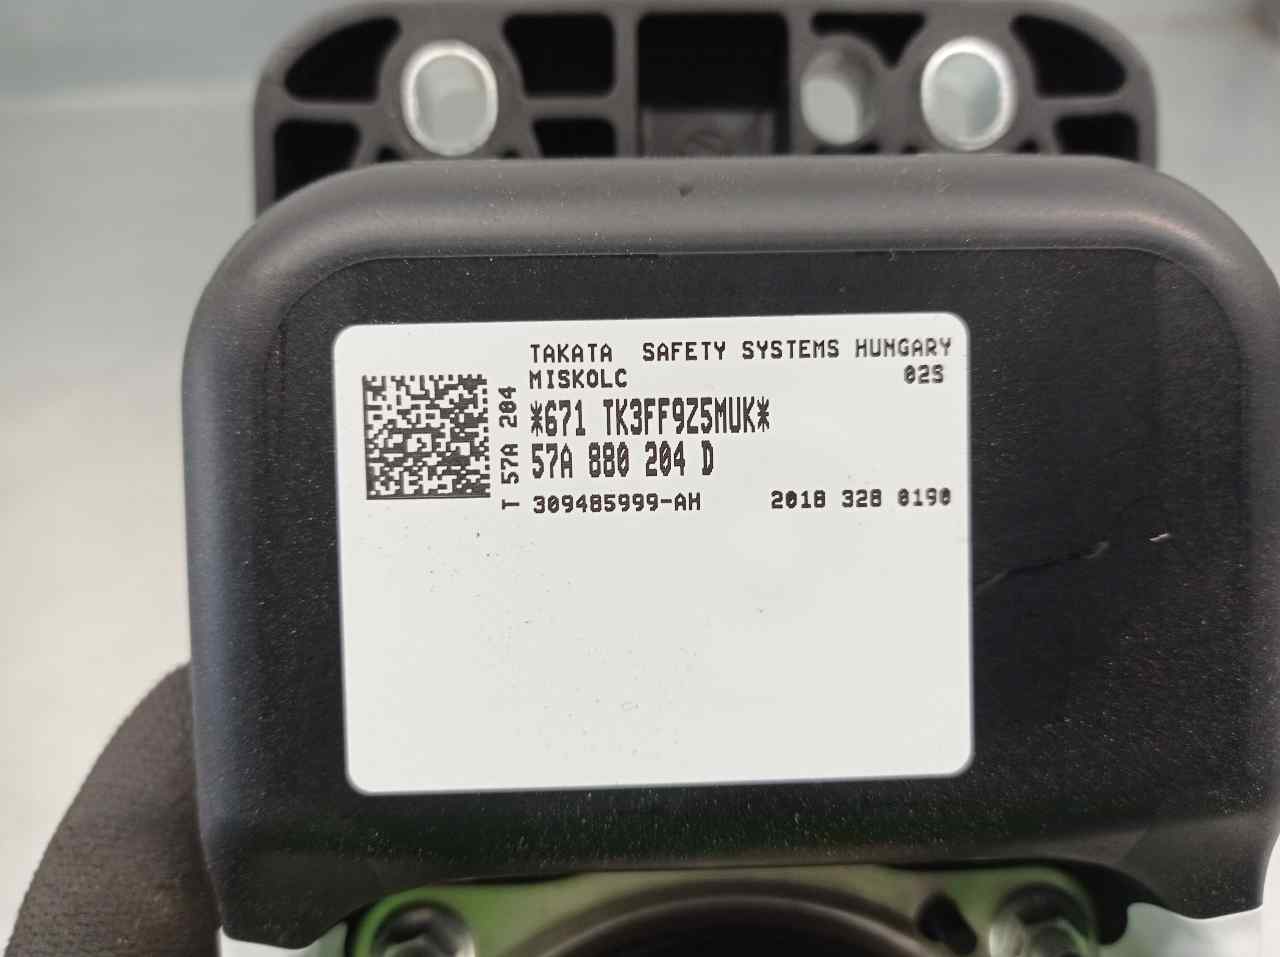 TAKATA SAFETY SYSTEMS HUNGARY
MISKOLC 02S
*671 TK3FF9Z5MUK*
57A 880 204 D
309485999-AH 2018 328 0190
T 57A 204